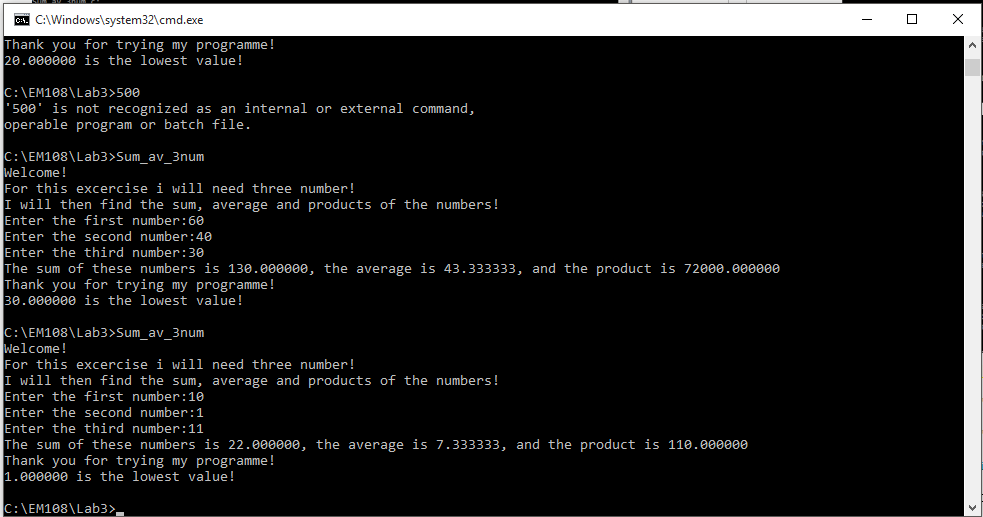 C:\Windows\system32\cmd.exe
Thank you for trying my programme!
20.000000 is the lowest value!
C:\EM108\Lab3>500
'500' is not recognized as an internal or external command,
operable program or batch file.
C:\EM108\Lab3>Sum_av_3num
Welcome!
For this excercise i will need three number!
I will then find the sum, average and products of the numbers!
Enter the first number:60
Enter the second number:40
Enter the third number:30
The sum of these numbers is 130.000000, the average is 43.333333, and the product is 72000.000000
Thank you for trying my programme!
30.000000 is the lowest value!
C:\EM108\Lab3>Sum_av_3num
Welcome!
For this excercise i will need three number!
I will then find the sum, average and products of the numbers!
Enter the first number:10
Enter the second number:1
Enter the third number:11
The sum of these numbers is 22.000000, the average is 7.333333, and the product is 110.000000
Thank you for trying my programme!
1.000000 is the lowest value!
C:\EM108\Lab3>